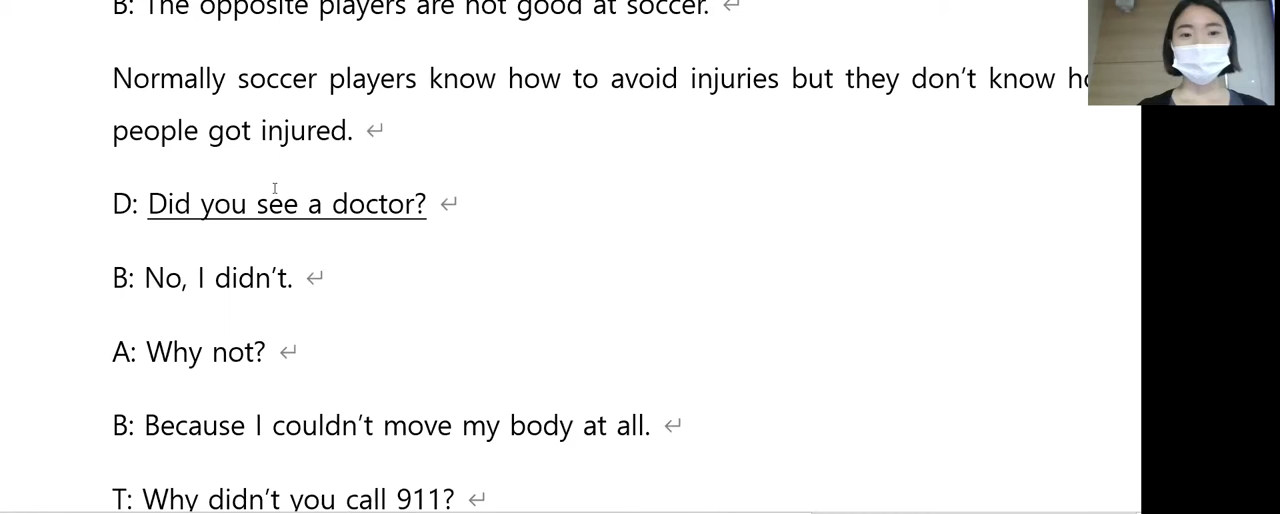 B: The opposite players are not good at soccer.
Normally soccer players know how to avoid injuries but they don't know
people got injured.
D: Did you see a doctor?
B: No, I didn't.
A: Why not?
B: Because I couldn't move my body at all.
T: Why didn't you call 911?